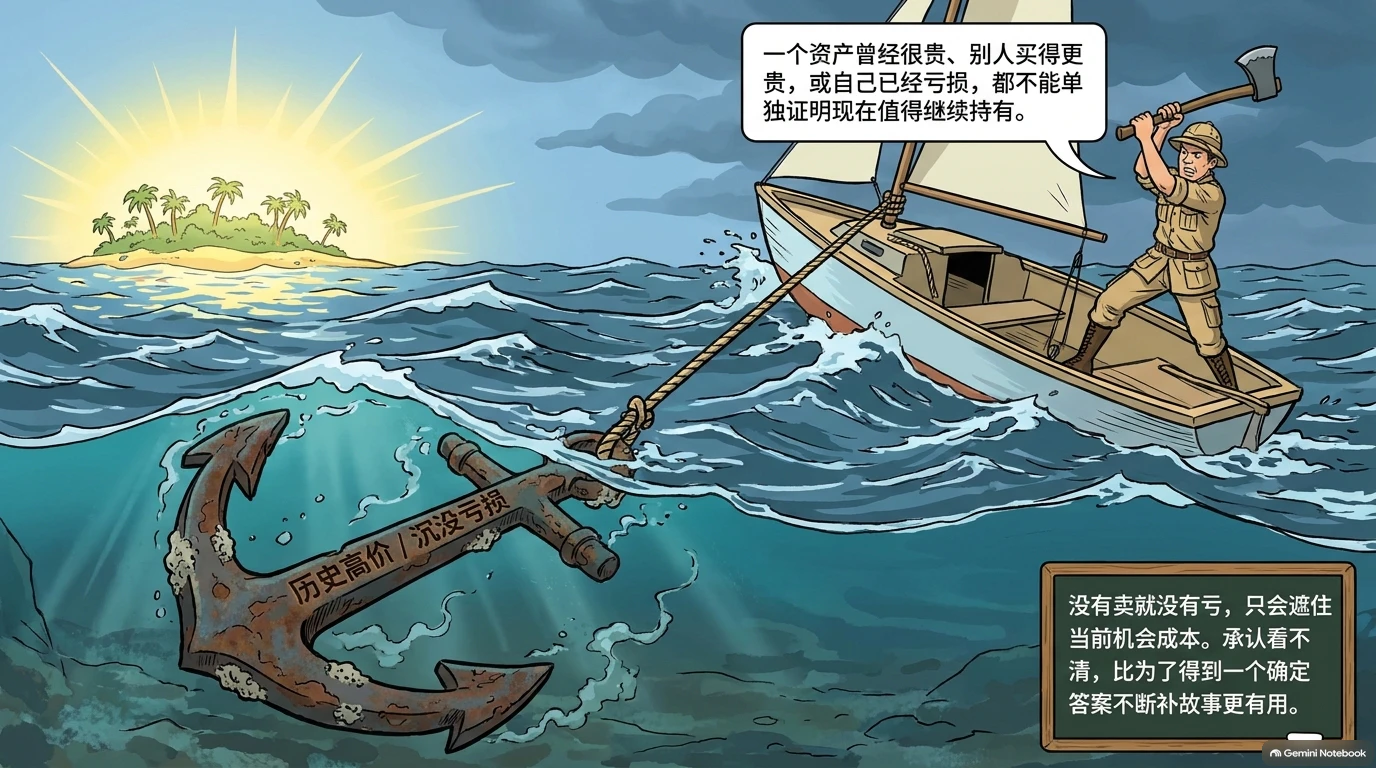 一个资产曾经很贵、别人买得更
贵，或自己已经亏损，都不能单
独证明现在值得继续持有。
历史高价 | 沉没亏损
没有卖就没有亏，只会遮住
当前机会成本。承认看不
清，比为了得到一个确定
答案不断补故事更有用。
Gemini Notebook